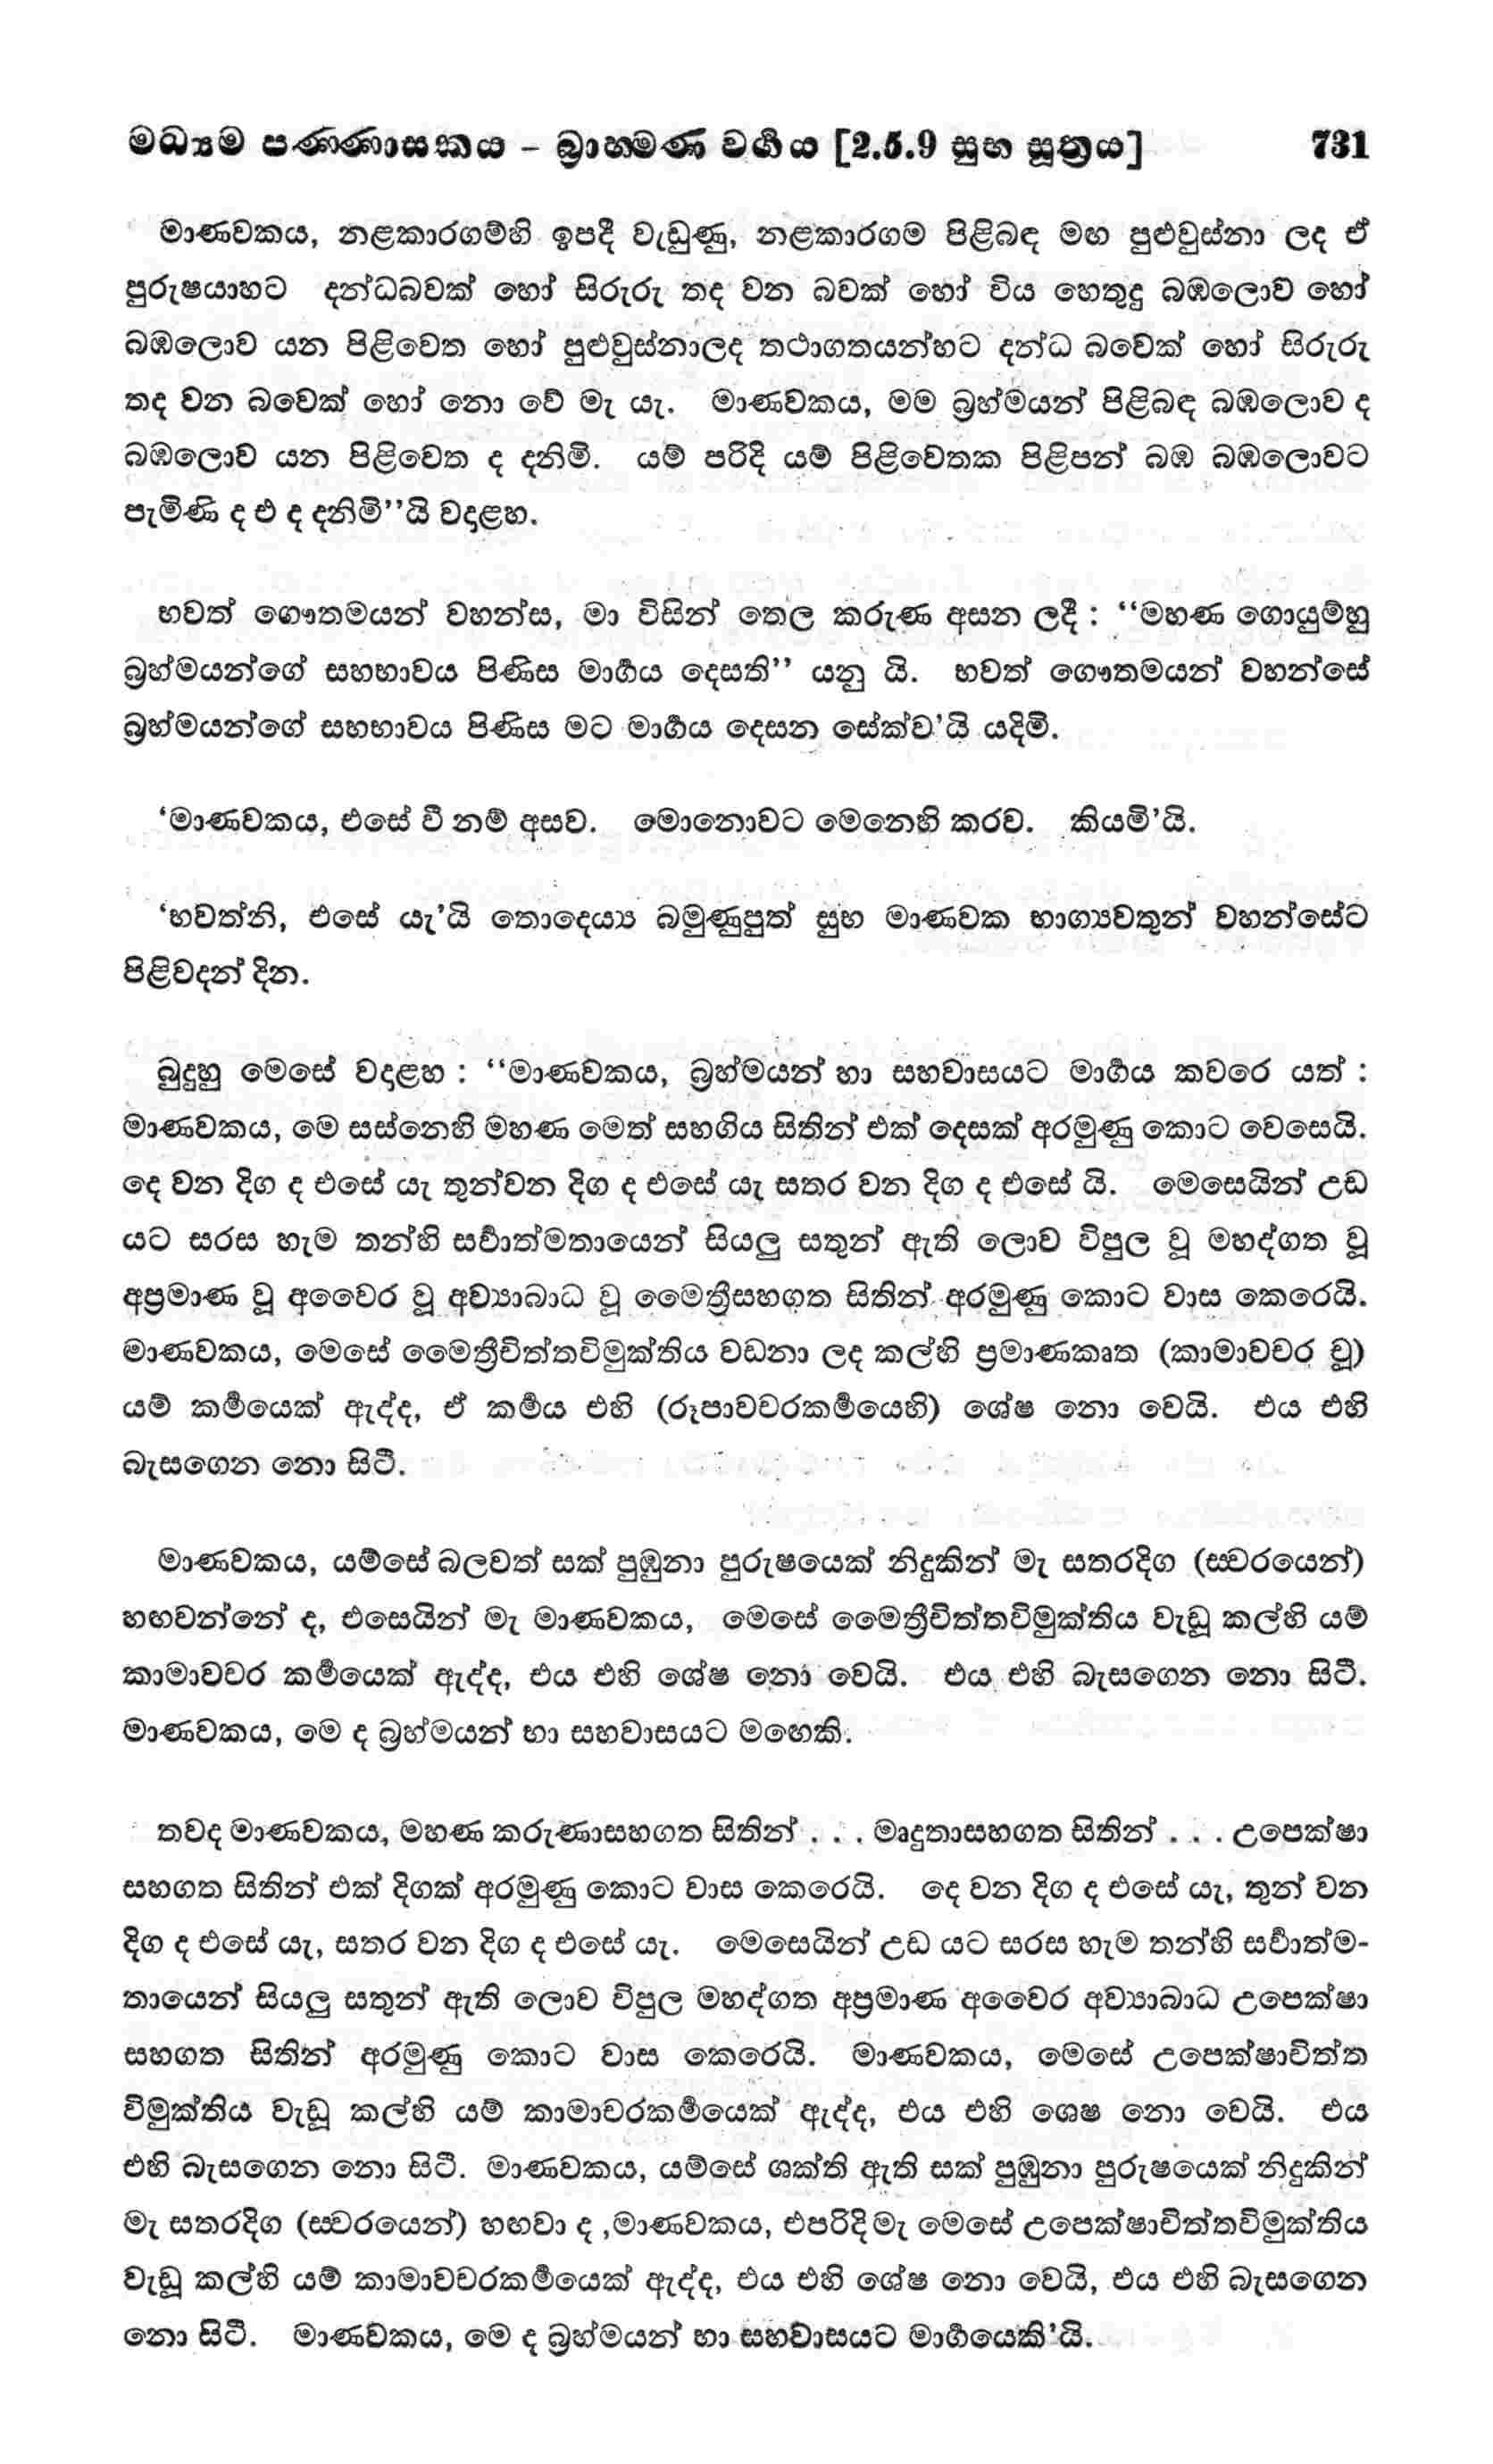 මධ්‍යම පණ්ණාසකය – බ්‍රාහ්මණ වර්‍ගය [2.5.9 සුභ සූත්‍රය] 731
මාණවකය, නළකාරගම්හි ඉපදී වැඩුණු, නළකාරගම පිළිබඳ මඟ පුළුවුස්නා ලද ඒ
පුරුෂයාහට දන්ධබවක් හෝ සිරුරු තද වන බවක් හෝ විය හෙතුදු බඹලොව හෝ
බඹලොව යන පිළිවෙත හෝ පුළුවුස්නාලද තථාගතයන්හට දන්ධ බවෙක් හෝ සිරුරු
තද වන බවෙක් හෝ නො වේ මැ යැ. මාණවකය, මම බ්‍රහ්මයන් පිළිබඳ බඹලොව ද
බඹලොව යන පිළිවෙත ද දනිමි. යම් පරිදි යම් පිළිවෙතක පිළිපන් බඹ බඹලොවට
පැමිණි ද එ ද දනිමි’’යි වදාළහ.
භවත් ගෞතමයන් වහන්ස, මා විසින් තෙල කරුණ අසන ලදී : ‘‘මහණ ගොයුම්හු
බ්‍රහ්මයන්ගේ සහභාවය පිණිස මාර්‍ගය දෙසති’’ යනු යි. භවත් ගෞතමයන් වහන්සේ
බ්‍රහ්මයන්ගේ සහභාවය පිණිස මට මාර්‍ගය දෙසන සේක්ව’යි යදිමි.
‘මාණවකය, එසේ වී නම් අසව. මොනොවට මෙනෙහි කරව. කියමි’යි.
‘භවත්නි, එසේ යැ’යි තොදෙය්‍ය බමුණුපුත් සුභ මාණවක භාග්‍යවතුන් වහන්සේට
පිළිවදන් දින.
බුදුහු මෙසේ වදාළහ : ‘‘මාණවකය, බ්‍රහ්මයන් හා සහවාසයට මාර්‍ගය කවරෙ යත් :
මාණවකය, මෙ සස්නෙහි මහණ මෙත් සහගිය සිතින් එක් දෙසක් අරමුණු කොට වෙසෙයි.
දෙ වන දිග ද එසේ යැ තුන්වන දිග ද එසේ යැ සතර වන දිග ද එසේ යි. මෙසෙයින් උඩ
යට සරස හැම තන්හි සර්‍වාත්මතායෙන් සියලු සතුන් ඇති ලොව විපුල වූ මහද්ගත වූ
අප්‍රමාණ වූ අවෛර වූ අව්‍යාබාධ වූ මෛත්‍රීසහගත සිතින් අරමුණු කොට වාස කෙරෙයි.
මාණවකය, මෙසේ මෛත්‍රීචිත්තවිමුක්තිය වඩනා ලද කල්හි ප්‍රමාණකෘත (කාමාවචර වූ)
යම් කර්‍මයෙක් ඇද්ද, ඒ කර්‍මය එහි (රූපාවචරකර්‍මයෙහි) ශේෂ නො වෙයි. එය එහි
බැසගෙන නො සිටී.
මාණවකය, යම්සේ බලවත් සක් පුඹුනා පුරුෂයෙක් නිදුකින් මැ සතරදිග (ස්වරයෙන්)
හඟවන්නේ ද, එසෙයින් මැ මාණවකය, මෙසේ මෛත්‍රීචිත්තවිමුක්තිය වැඩූ කල්හි යම්
කාමාවචර කර්‍මයෙක් ඇද්ද, එය එහි ශේෂ නො වෙයි. එය එහි බැසගෙන නො සිටී.
මාණවකය, මෙ ද බ්‍රහ්මයන් හා සහවාසයට මඟෙකි.
තවද මාණවකය, මහණ කරුණාසහගත සිතින් . . . මෘදුතාසහගත සිතින් . . . උපෙක්ෂා
සහගත සිතින් එක් දිගක් අරමුණු කොට වාස කෙරෙයි. දෙ වන දිග ද එසේ යැ, තුන් වන
දිග ද එසේ යැ, සතර වන දිග ද එසේ යැ. මෙසෙයින් උඩ යට සරස හැම තන්හි සර්‍වාත්ම-
තායෙන් සියලු සතුන් ඇති ලොව විපුල මහද්ගත අප්‍රමාණ අවෛර අව්‍යාබාධ උපෙක්ෂා
සහගත සිතින් අරමුණු කොට වාස කෙරෙයි. මාණවකය, මෙසේ උපෙක්ෂාචිත්ත
විමුක්තිය වැඩූ කල්හි යම් කාමාවරකර්‍මයෙක් ඇද්ද, එය එහි ශෙෂ නො වෙයි. එය
එහි බැසගෙන නො සිටී. මාණවකය, යම්සේ ශක්ති ඇති සක් පුඹුනා පුරුෂයෙක් නිදුකින්
මැ සතරදිග (ස්වරයෙන්) හඟවා ද ,මාණවකය, එපරිදි මැ මෙසේ උපෙක්ෂාචිත්තවිමුක්තිය
වැඩූ කල්හි යම් කාමාවචරකර්‍මයෙක් ඇද්ද, එය එහි ශේෂ නො වෙයි, එය එහි බැසගෙන
නො සිටී. මාණවකය, මෙ ද බ්‍රහ්මයන් හා සහවාසයට මාර්‍ගයෙකි’යි.